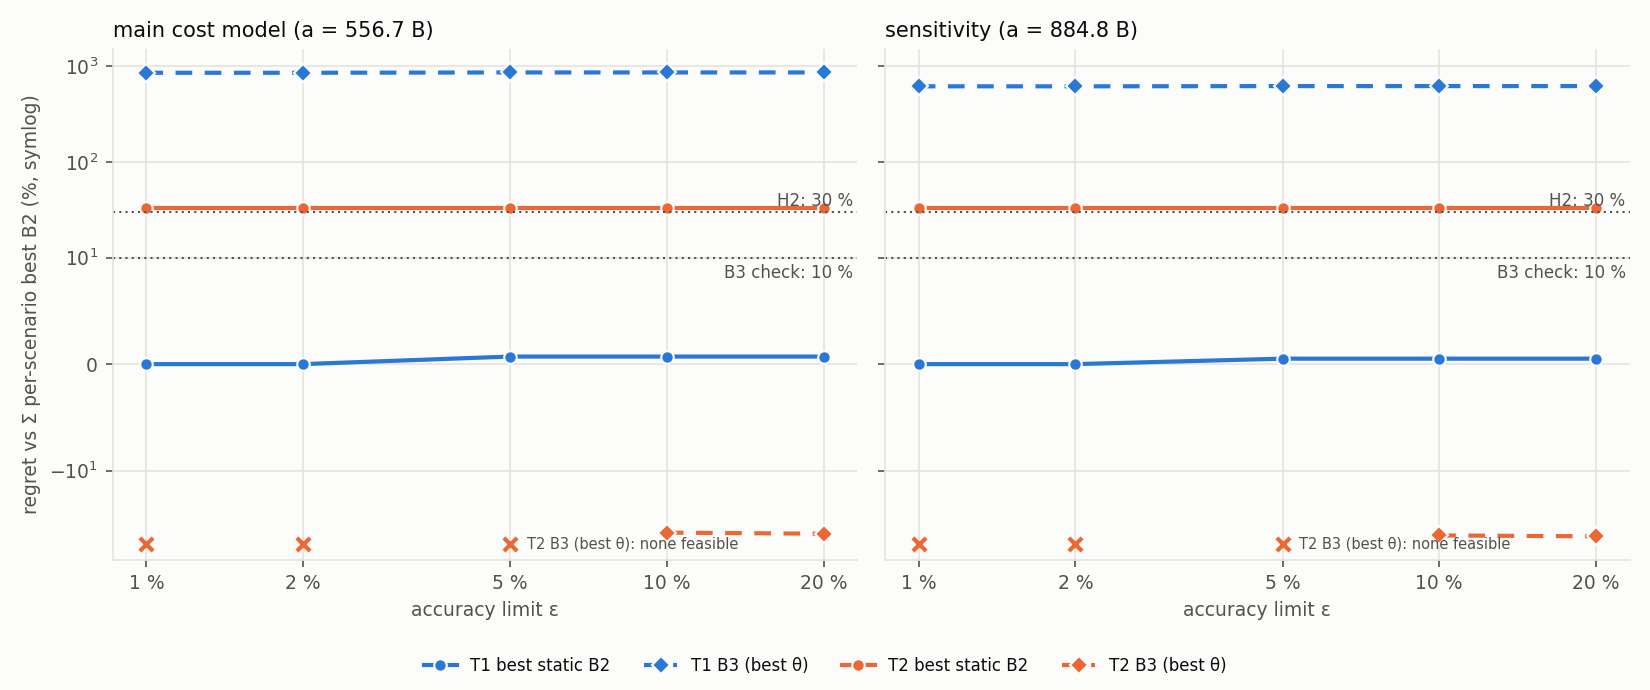 main cost model (a = 556.7 B)
sensitivity (a = 884.8 B)
regret vs Σ per-scenario best B2 (%, symlog)
10³
10²
10¹
0
−10¹
H2: 30 %
B3 check: 10 %
T2 B3 (best θ): none feasible
H2: 30 %
B3 check: 10 %
T2 B3 (best θ): none feasible
1 % 2 % 5 % 10 % 20 %
1 % 2 % 5 % 10 % 20 %
accuracy limit ε
accuracy limit ε
T1 best static B2 T1 B3 (best θ) T2 best static B2 T2 B3 (best θ)